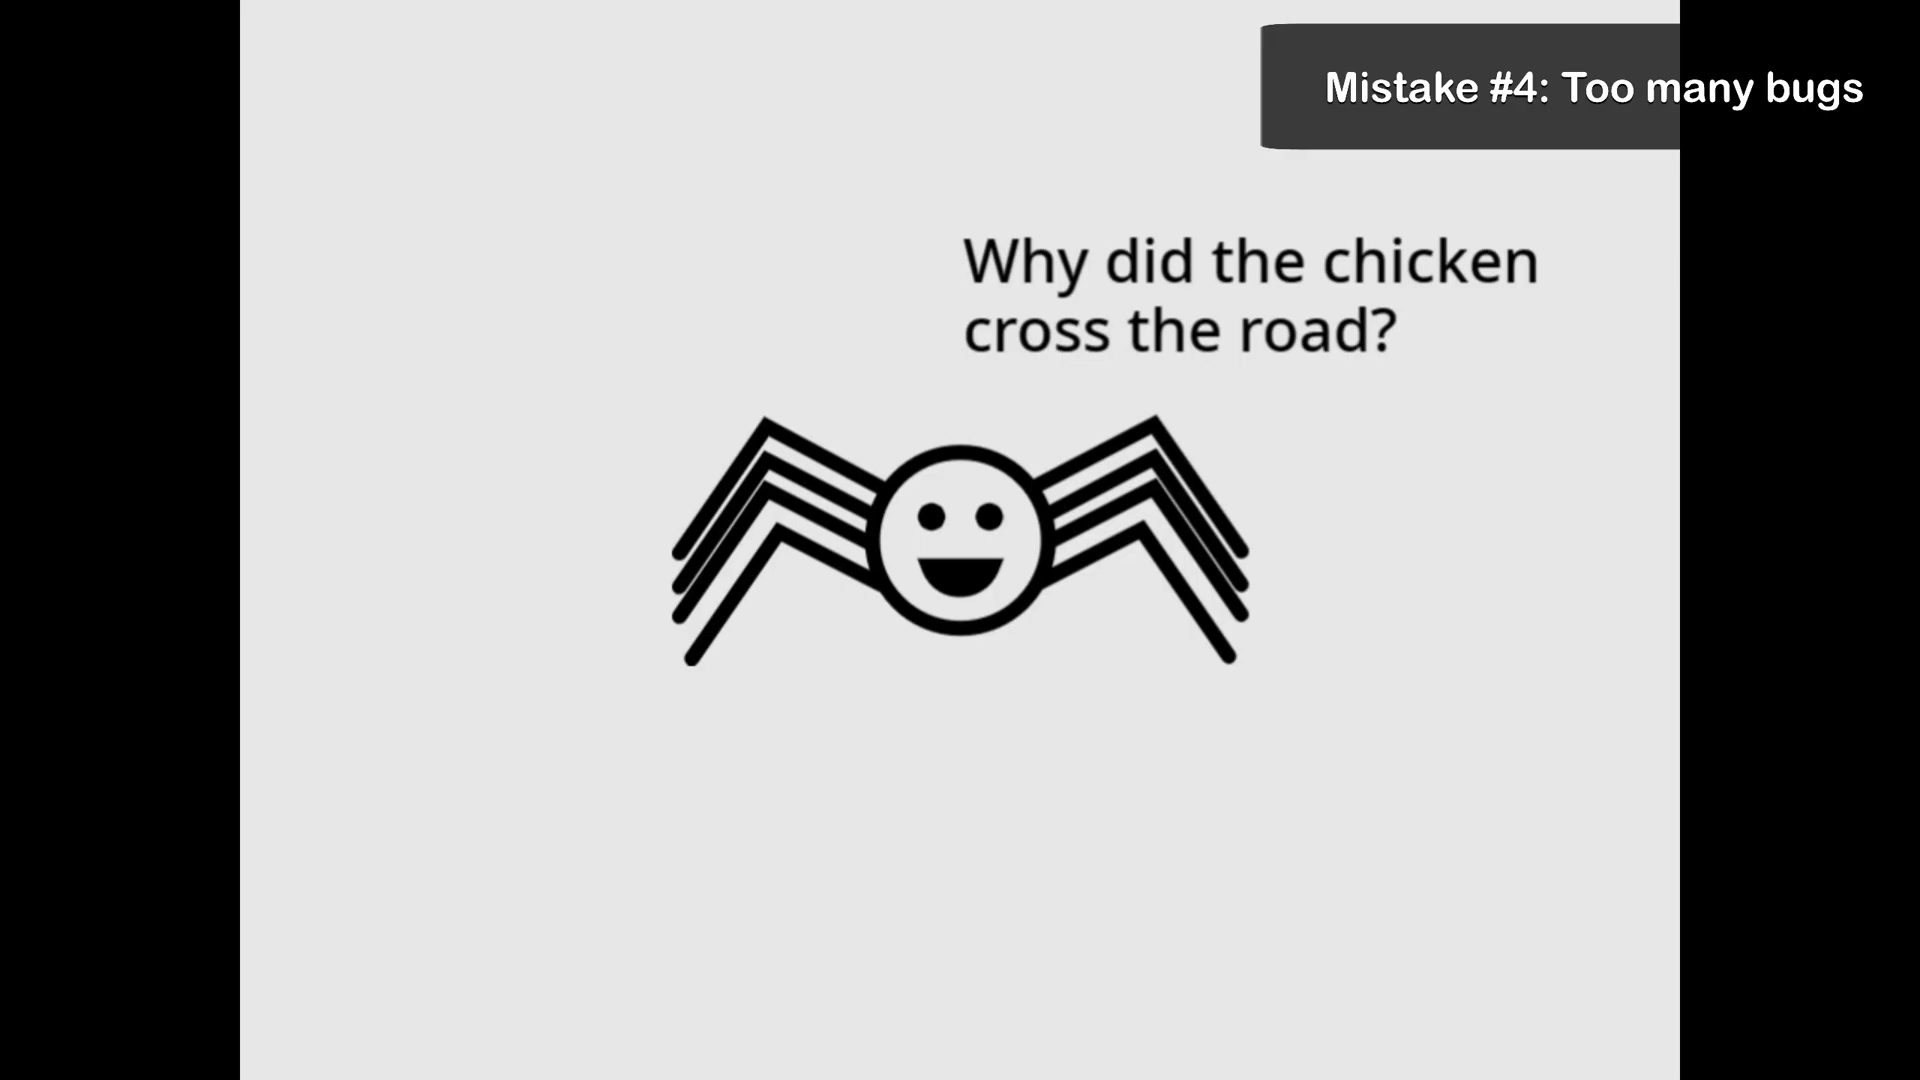 Mistake #4: Too many bugs
Why did the chicken
cross the road?